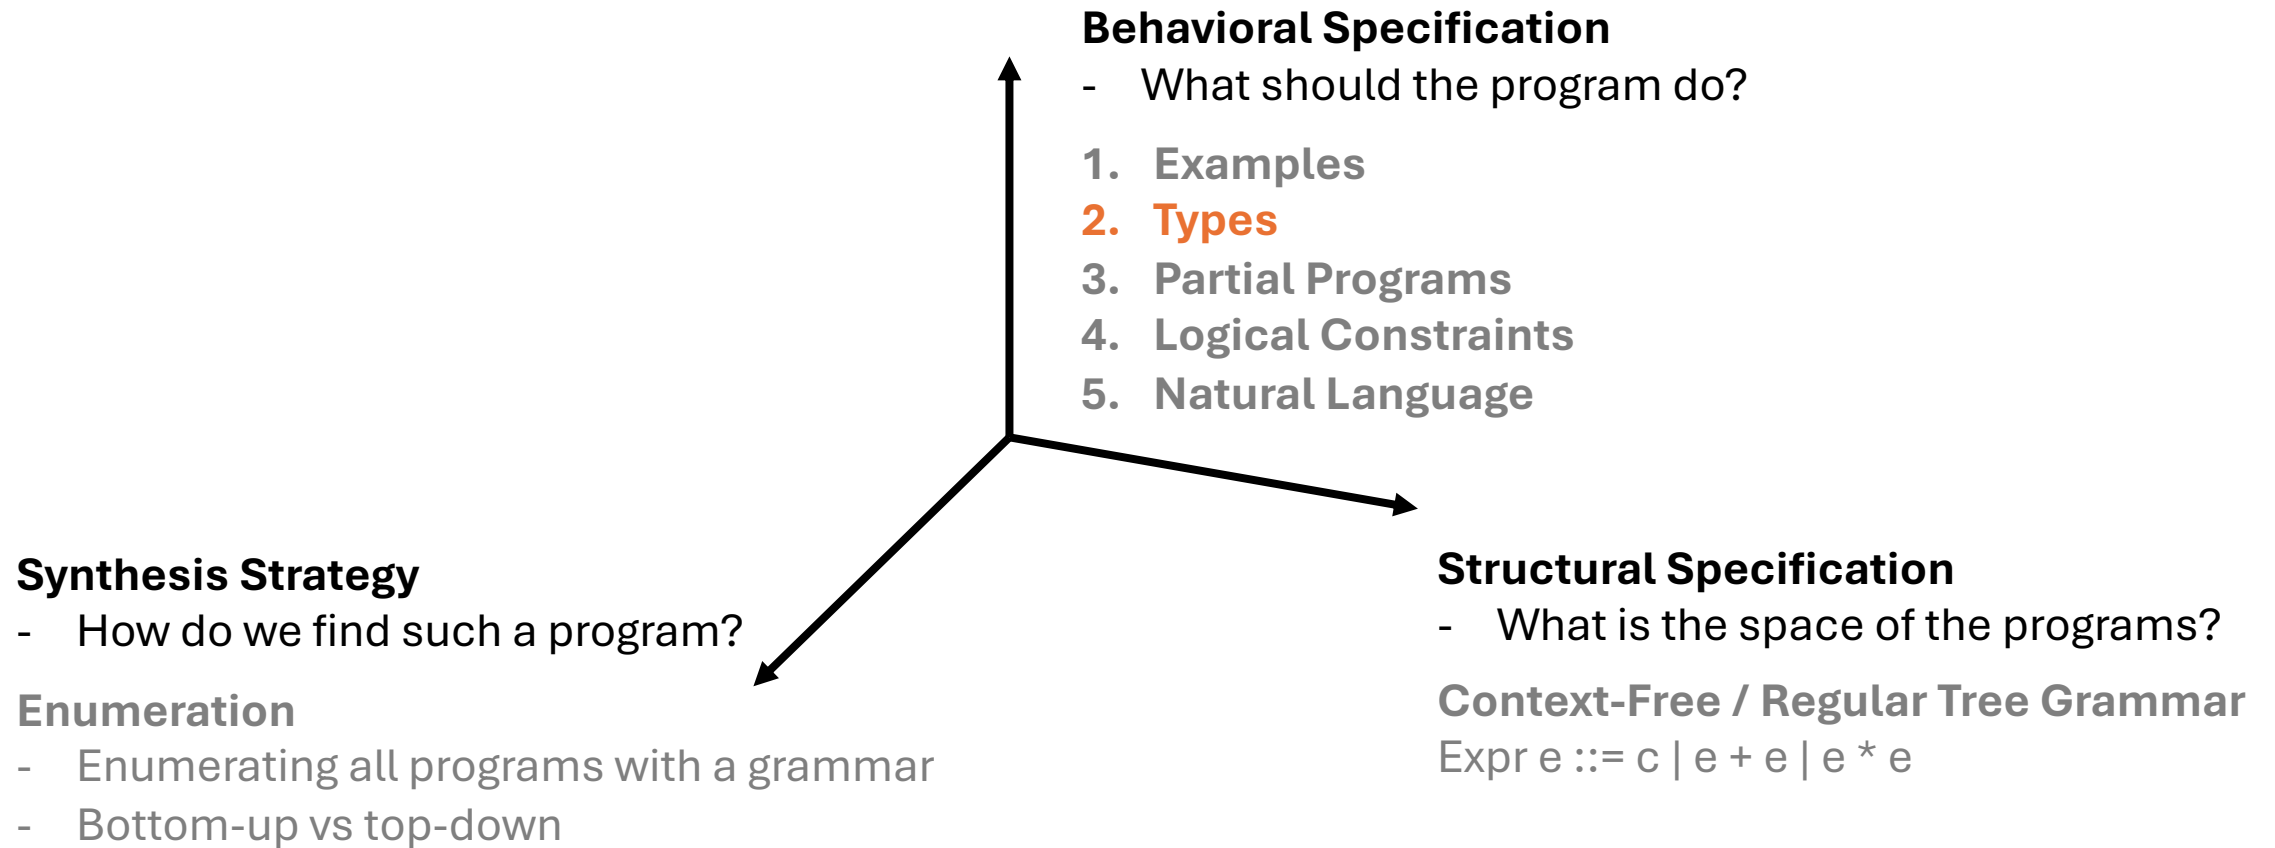 Behavioral Specification
- What should the program do?
1. Examples
2. Types
3. Partial Programs
4. Logical Constraints
5. Natural Language
Synthesis Strategy
- How do we find such a program?
Enumeration
- Enumerating all programs with a grammar
- Bottom-up vs top-down
Structural Specification
- What is the space of the programs?
Context-Free / Regular Tree Grammar
Expr e ::= c | e + e | e * e